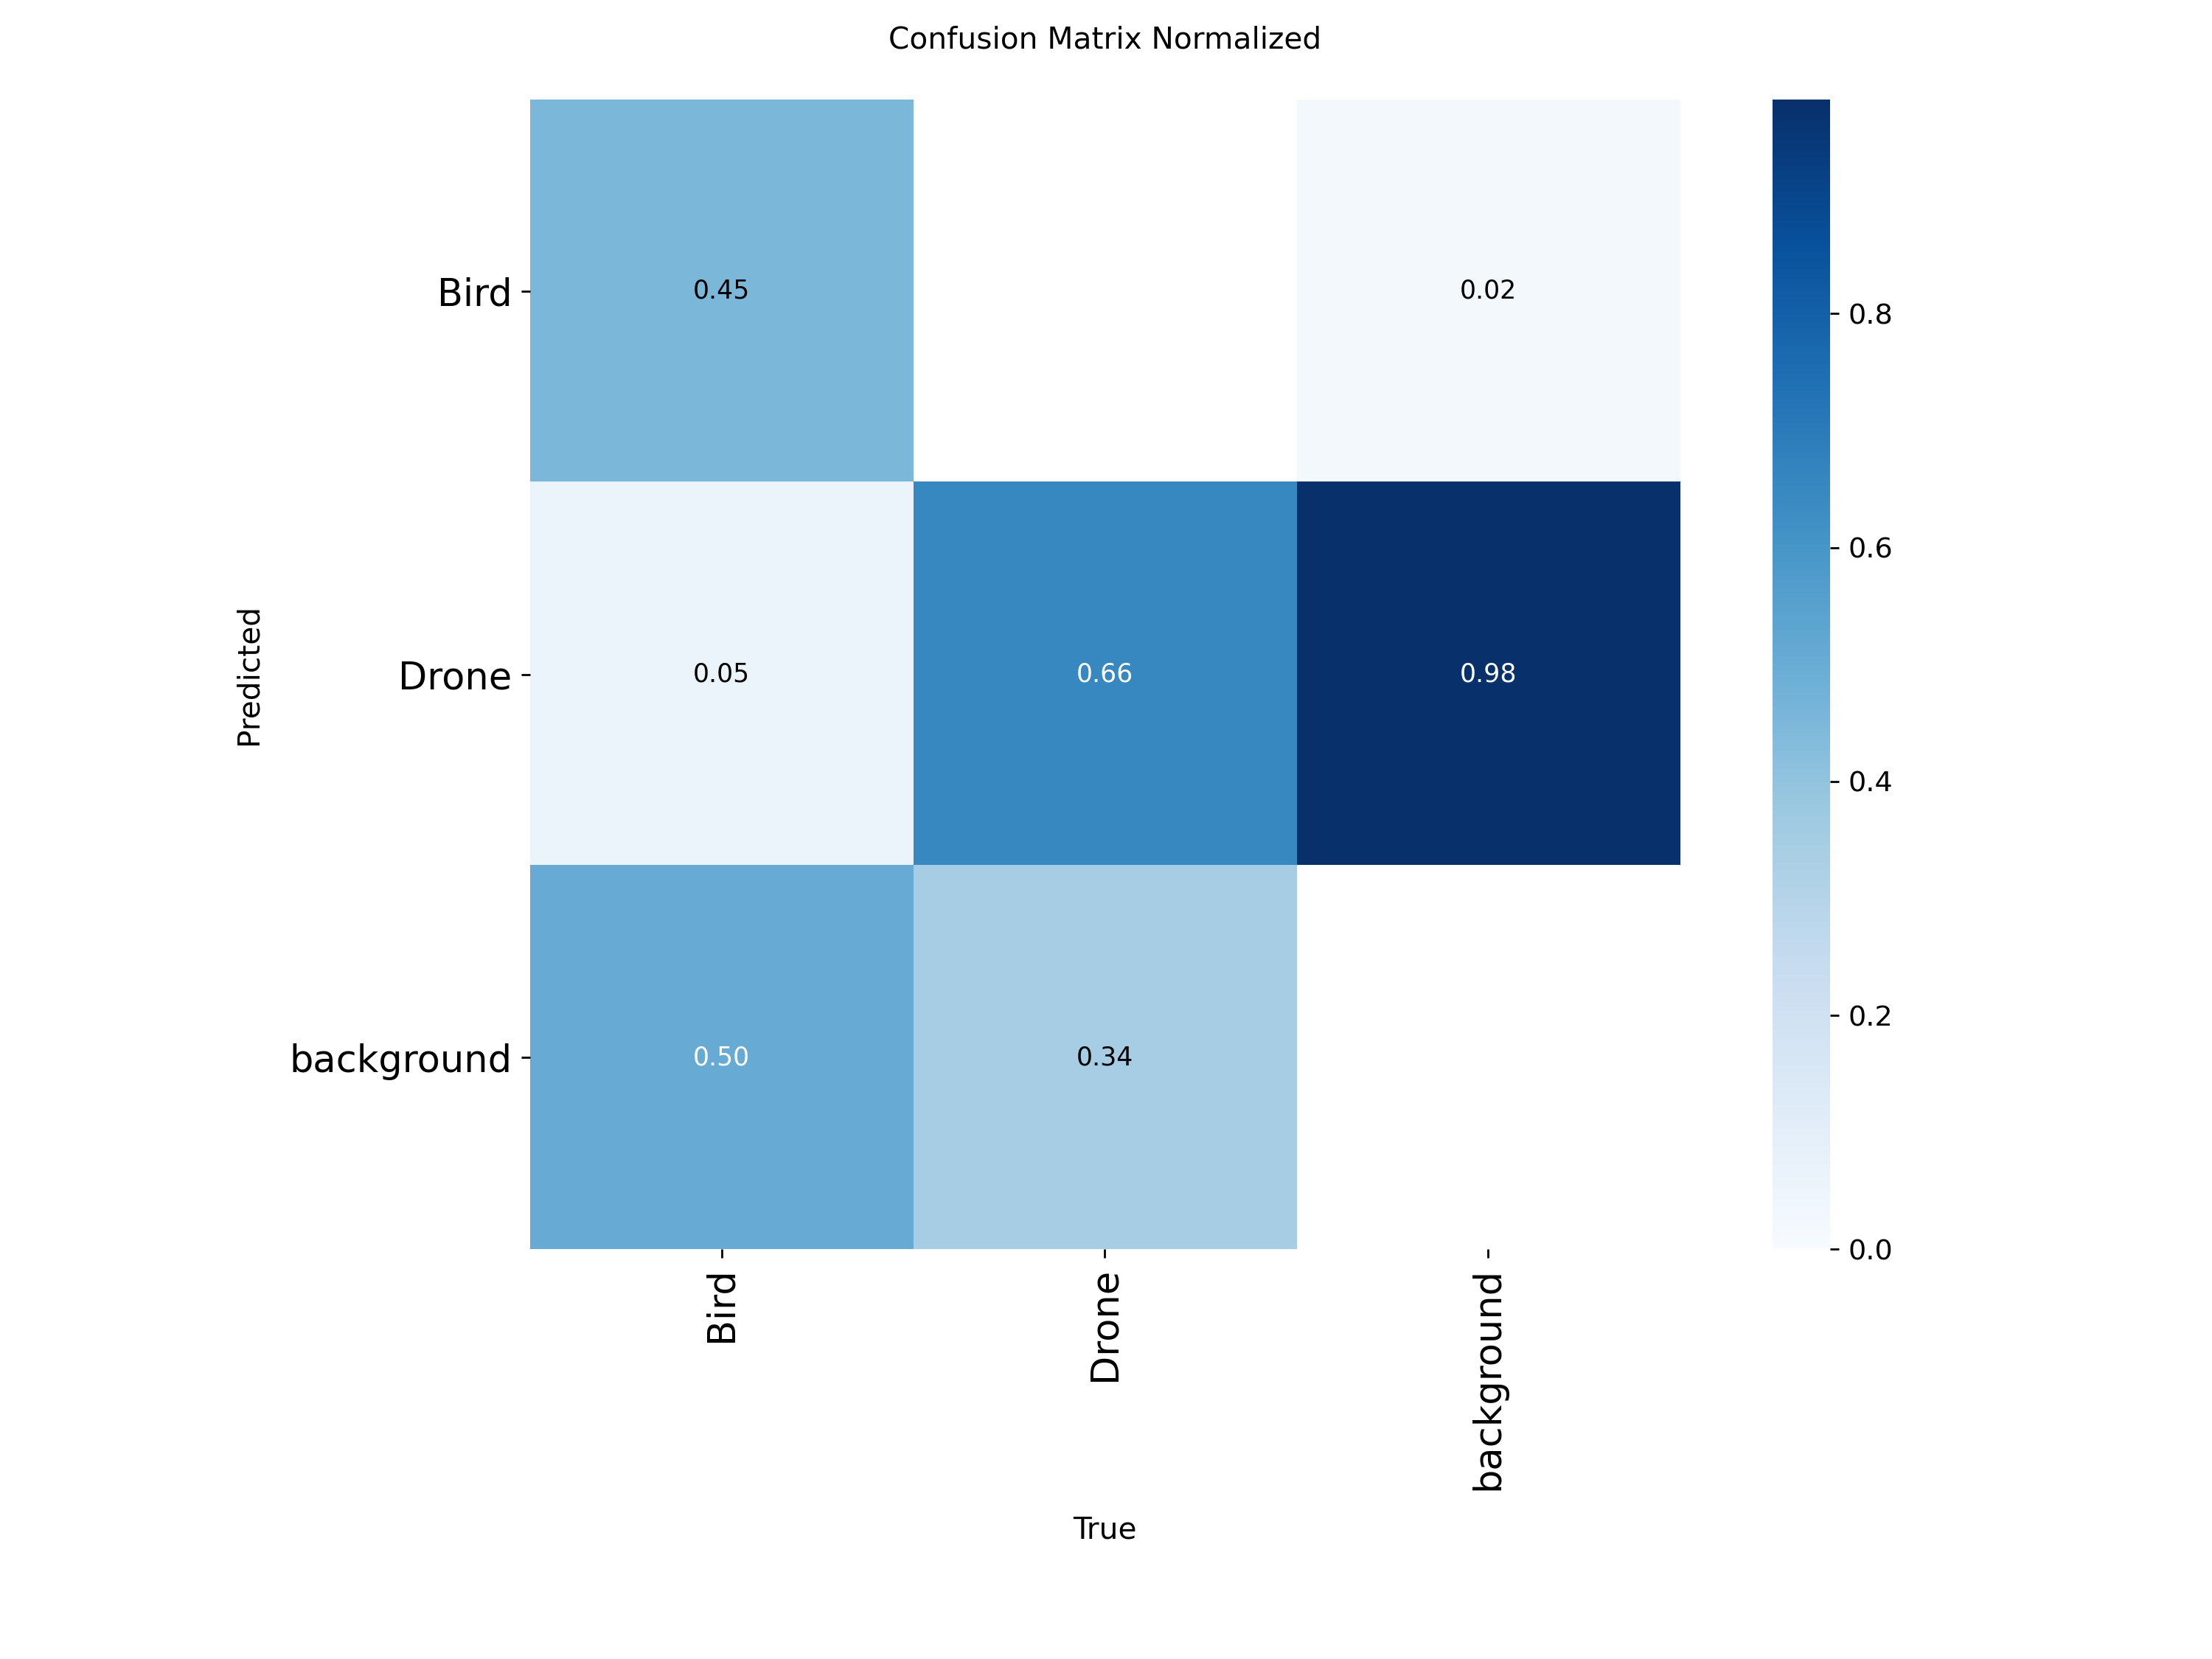 Confusion Matrix Normalized
Bird
0.45
0.02
0.8
0.6
Predicted
Drone
0.05
0.66
0.98
0.4
background
0.50
0.34
0.2
0.0
Bird
Drone
background
True